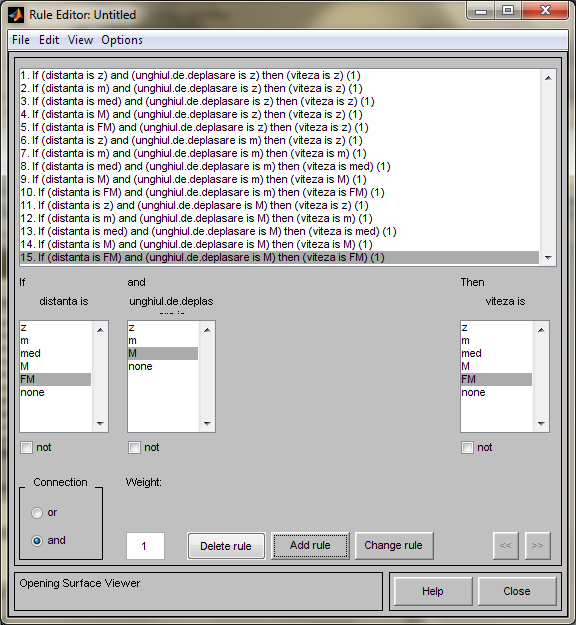 Rule Editor: Untitled
File Edit View Options
1. If (distanta is z) and (unghiul.de.deplasare is z) then (viteza is z) (1)
2. If (distanta is m) and (unghiul.de.deplasare is z) then (viteza is z) (1)
3. If (distanta is med) and (unghiul.de.deplasare is z) then (viteza is z) (1)
4. If (distanta is M) and (unghiul.de.deplasare is z) then (viteza is z) (1)
5. If (distanta is FM) and (unghiul.de.deplasare is z) then (viteza is z) (1)
6. If (distanta is z) and (unghiul.de.deplasare is m) then (viteza is z) (1)
7. If (distanta is m) and (unghiul.de.deplasare is m) then (viteza is m) (1)
8. If (distanta is med) and (unghiul.de.deplasare is m) then (viteza is med) (1)
9. If (distanta is M) and (unghiul.de.deplasare is m) then (viteza is M) (1)
10. If (distanta is FM) and (unghiul.de.deplasare is m) then (viteza is FM) (1)
11. If (distanta is z) and (unghiul.de.deplasare is M) then (viteza is z) (1)
12. If (distanta is m) and (unghiul.de.deplasare is M) then (viteza is m) (1)
13. If (distanta is med) and (unghiul.de.deplasare is M) then (viteza is med) (1)
14. If (distanta is M) and (unghiul.de.deplasare is M) then (viteza is M) (1)
15. If (distanta is FM) and (unghiul.de.deplasare is M) then (viteza is FM) (1)
If and Then
distanta is unghiul.de.deplas viteza is
are is
z z z
m m m
med M med
M none M
FM FM
none none
not not not
Connection Weight:
or
and 1 Delete rule Add rule Change rule << >>
Opening Surface Viewer Help Close